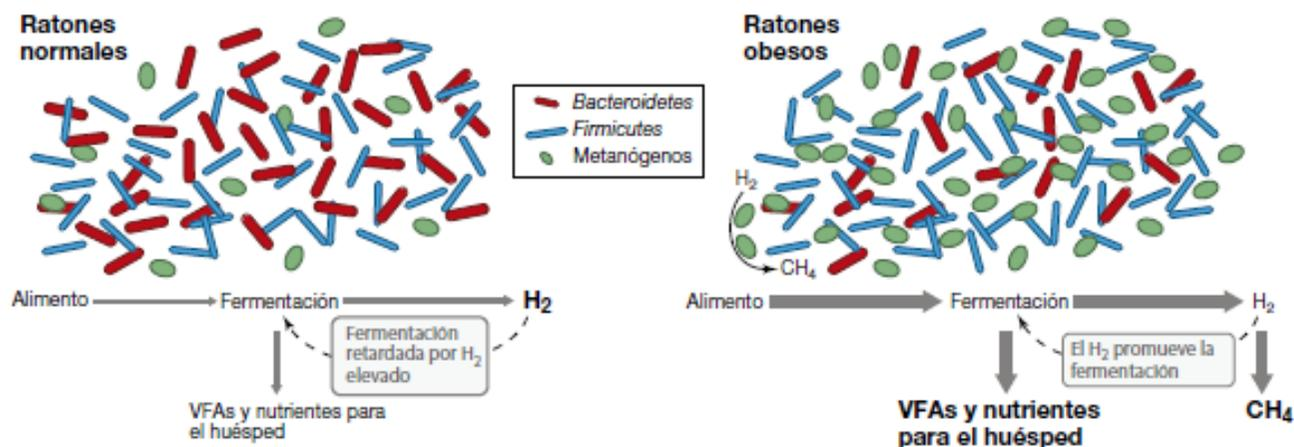 Ratones
normales
Bacteroidetes
Firmicutes
Metanógenos
Alimento
Fermentación
H₂
Fermentación
retardada por H₂
elevado
VFAs y nutrientes para
el huésped
Ratones
obesos
H₂
CH₄
Alimento
Fermentación
H₂
El H₂ promueve la
fermentación
VFAs y nutrientes
para el huésped
CH₄